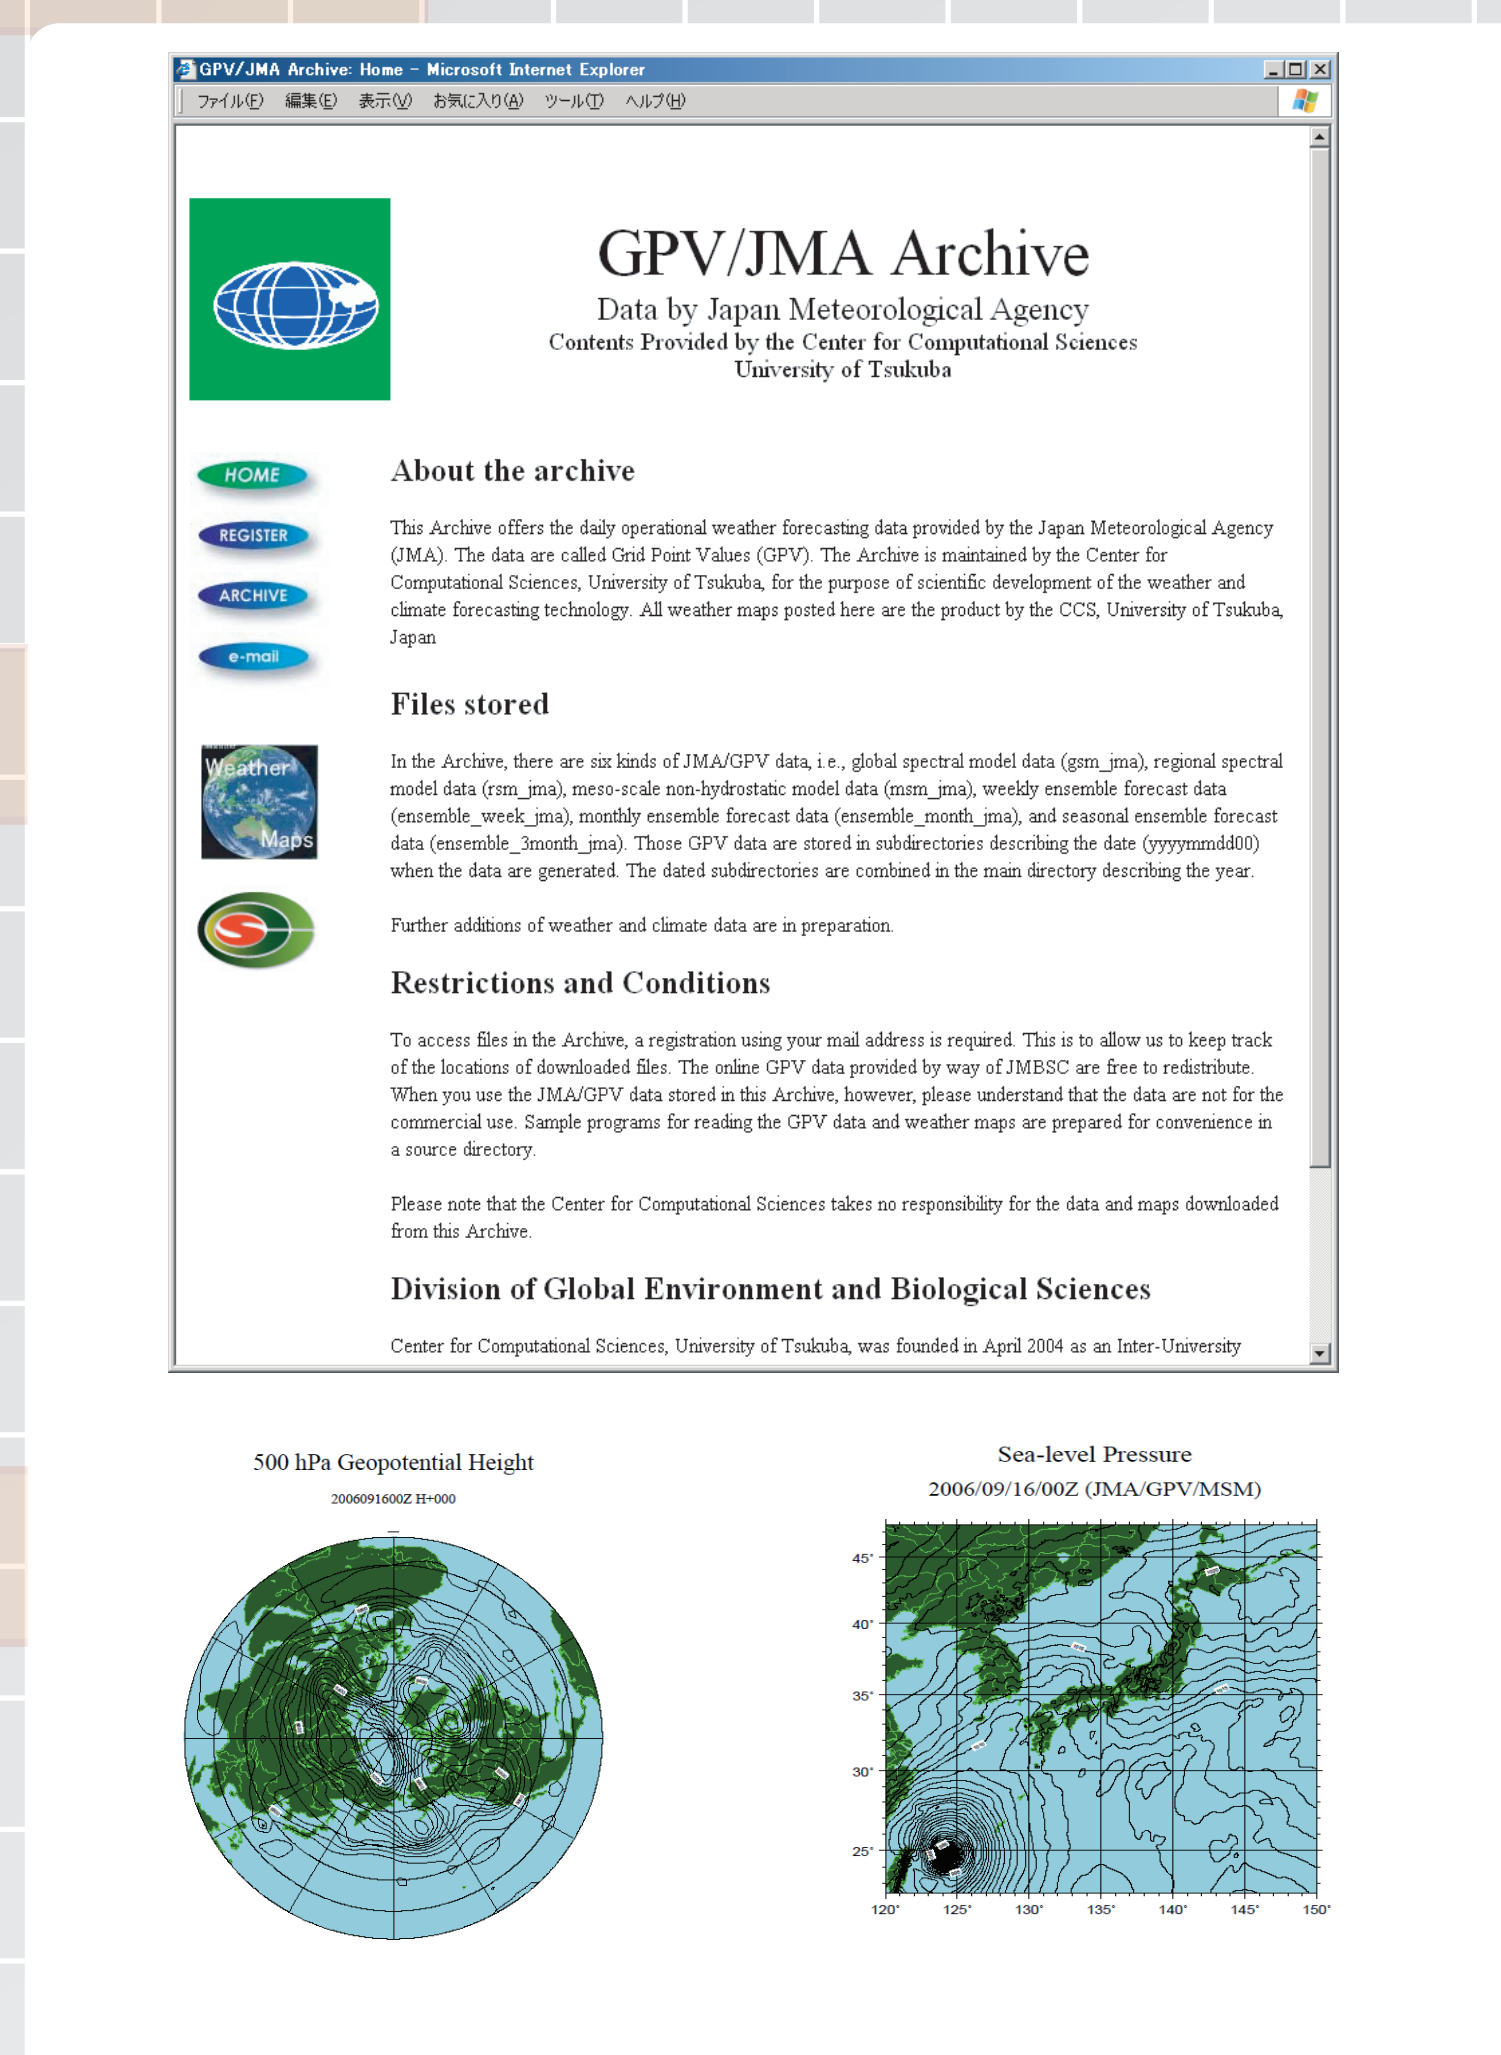 GPV/JMA Archive: Home - Microsoft Internet Explorer
ファイル(F) 編集(E) 表示(V) お気に入り(A) ツール(T) ヘルプ(H)
GPV/JMA Archive
Data by Japan Meteorological Agency
Contents Provided by the Center for Computational Sciences
University of Tsukuba
HOME
REGISTER
ARCHIVE
e-mail
Weather
Maps
About the archive
This Archive offers the daily operational weather forecasting data provided by the Japan Meteorological Agency
(JMA). The data are called Grid Point Values (GPV). The Archive is maintained by the Center for
Computational Sciences, University of Tsukuba, for the purpose of scientific development of the weather and
climate forecasting technology. All weather maps posted here are the product by the CCS, University of Tsukuba,
Japan
Files stored
In the Archive, there are six kinds of JMA/GPV data, i.e., global spectral model data (gsm_jma), regional spectral
model data (rsm_jma), meso-scale non-hydrostatic model data (msm_jma), weekly ensemble forecast data
(ensemble_week_jma), monthly ensemble forecast data (ensemble_month_jma), and seasonal ensemble forecast
data (ensemble_3month_jma). Those GPV data are stored in subdirectories describing the date (yyyymmdd00)
when the data are generated. The dated subdirectories are combined in the main directory describing the year.
Further additions of weather and climate data are in preparation.
Restrictions and Conditions
To access files in the Archive, a registration using your mail address is required. This is to allow us to keep track
of the locations of downloaded files. The online GPV data provided by way of JMBSC are free to redistribute.
When you use the JMA/GPV data stored in this Archive, however, please understand that the data are not for the
commercial use. Sample programs for reading the GPV data and weather maps are prepared for convenience in
a source directory.
Please note that the Center for Computational Sciences takes no responsibility for the data and maps downloaded
from this Archive.
Division of Global Environment and Biological Sciences
Center for Computational Sciences, University of Tsukuba, was founded in April 2004 as an Inter-University
500 hPa Geopotential Height
2006091600Z H+000
Sea-level Pressure
2006/09/16/00Z (JMA/GPV/MSM)
45°
40°
35°
30°
25°
120° 125° 130° 135° 140° 145° 150°